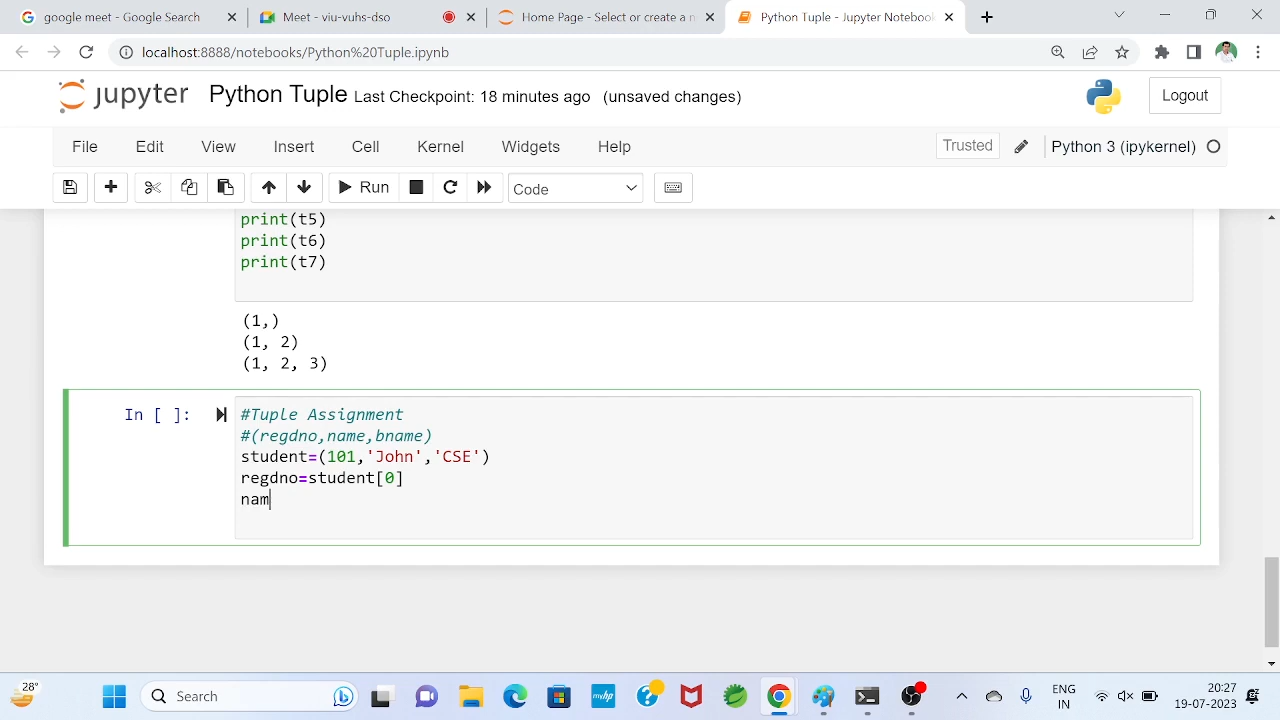 Google meet - Google Search
Meet - viu-vuhs-dso
Home Page - Select or create a n
Python Tuple - Jupyter Notebook
localhost:8888/notebooks/Python%20Tuple.ipynb
jupyter Python Tuple Last Checkpoint: 18 minutes ago (unsaved changes)
Logout
File Edit View Insert Cell Kernel Widgets Help
Trusted
Python 3 (ipykernel)
Run
Code
print(t5)
print(t6)
print(t7)
(1,)
(1, 2)
(1, 2, 3)
In [ ]:
#Tuple Assignment
#(regdno,name,bname)
student=(101,'John','CSE')
regdno=student[0]
nam
28°
Search
myhp
ENG
IN
20:27
19-07-2023